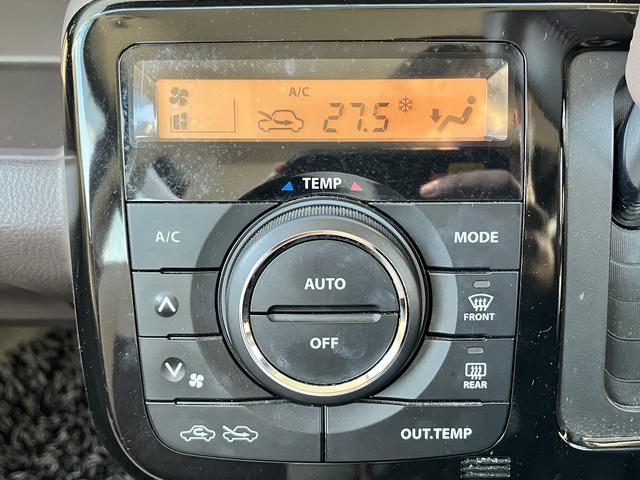 A/C
27.5
TEMP
A/C
MODE
AUTO
OFF
FRONT
REAR
OUT.TEMP